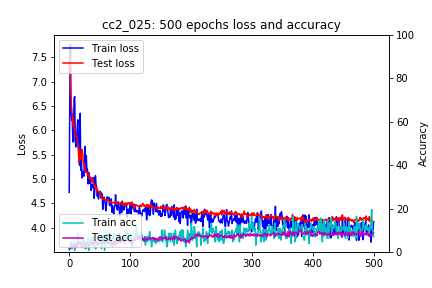 cc2_025: 500 epochs loss and accuracy
Train loss
Test loss
Train acc
Test acc
Loss
7.5
7.0
6.5
6.0
5.5
5.0
4.5
4.0
Accuracy
100
80
60
40
20
0
0
100
200
300
400
500